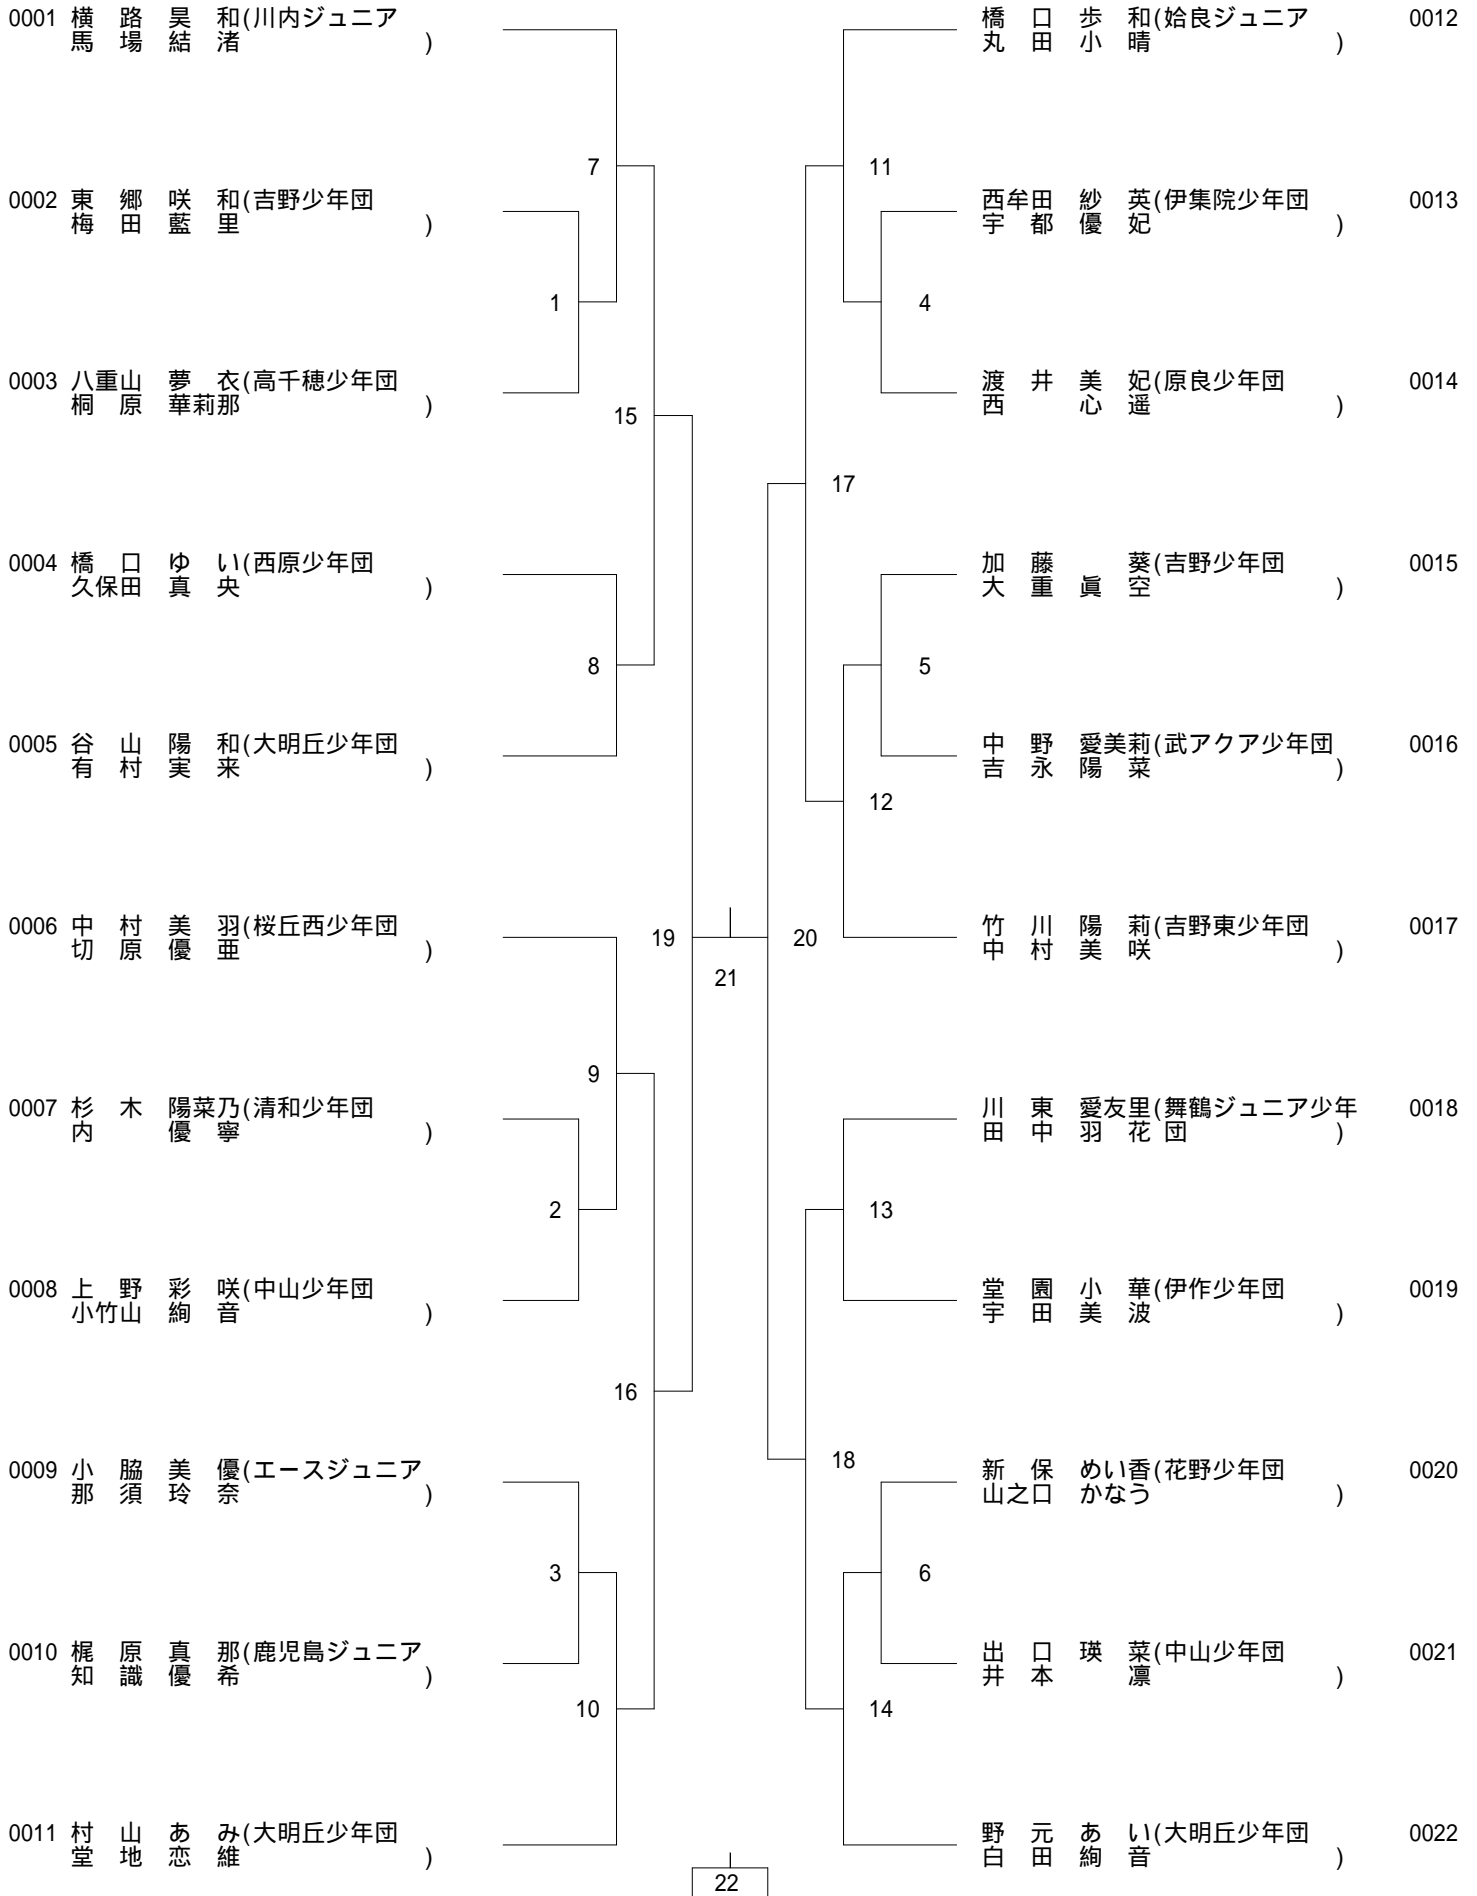 0001 横　路　昊　和(川内ジュニア
馬　場　結　渚　)
7
0002 東　郷　咲　和(吉野少年団
梅　田　藍　里　)
1
0003 八重山　夢　衣(高千穂少年団
桐　原　華莉那　)
15
0004 橋　口　ゆ　い(西原少年団
久保田　真　央　)
8
0005 谷　山　陽　和(大明丘少年団
有　村　実　来　)
0006 中　村　美　羽(桜丘西少年団
切　原　優　亜　)
19
9
0007 杉　木　陽菜乃(清和少年団
内　　　優　寧　)
2
0008 上　野　彩　咲(中山少年団
小竹山　絢　音　)
16
0009 小　脇　美　優(エースジュニア
那　須　玲　奈　)
3
0010 梶　原　真　那(鹿児島ジュニア
知　識　優　希　)
10
0011 村　山　あ　み(大明丘少年団
堂　地　恋　維　)
21
22
橋　口　歩　和(姶良ジュニア 0012
丸　田　小　晴　)
11
西牟田　紗　英(伊集院少年団 0013
宇　都　優　妃　)
4
渡　井　美　妃(原良少年団 0014
西　　　心　遥　)
17
加　藤　　　葵(吉野少年団 0015
大　重　眞　空　)
5
中　野　愛美莉(武アクア少年団 0016
吉　永　陽　菜　)
12
竹　川　陽　莉(吉野東少年団 0017
中　村　美　咲　)
20
川　東　愛友里(舞鶴ジュニア少年 0018
田　中　羽　花 団　)
13
堂　園　小　華(伊作少年団 0019
宇　田　美　波　)
18
新　保　めい香(花野少年団 0020
山之口　かなう　)
6
出　口　瑛　菜(中山少年団 0021
井　本　　　凛　)
14
野　元　あ　い(大明丘少年団 0022
白　田　絢　音　)